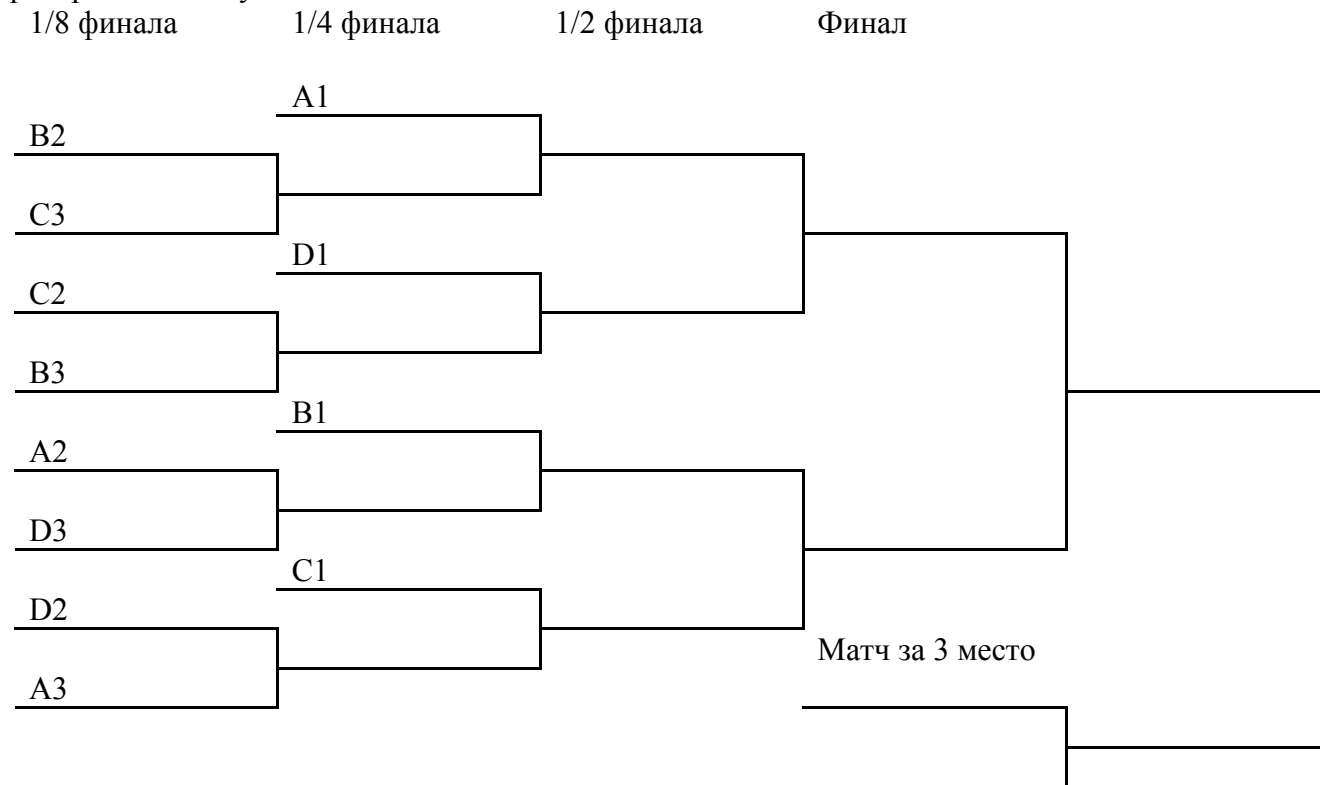 1/8 финала 1/4 финала 1/2 финала Финал
A1
B2
C3
D1
C2
B3
B1
A2
D3
C1
D2
Матч за 3 место
A3